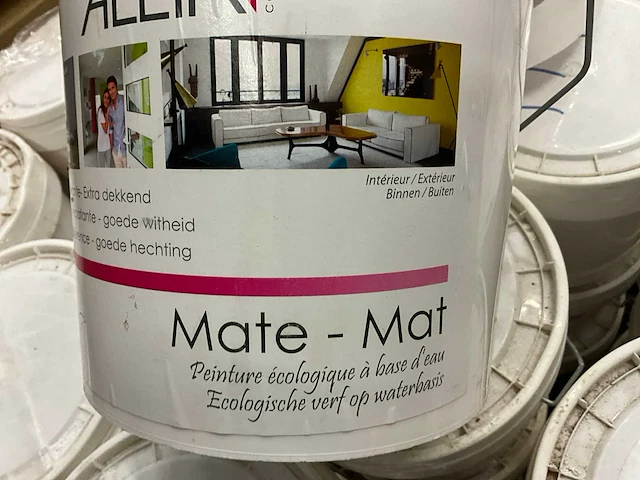 Intérieur / Extérieur
Binnen / Buiten
Extra dekkend
- goede witheid
- goede hechting
Mate - Mat
Peinture écologique à base d'eau
Ecologische verf op waterbasis